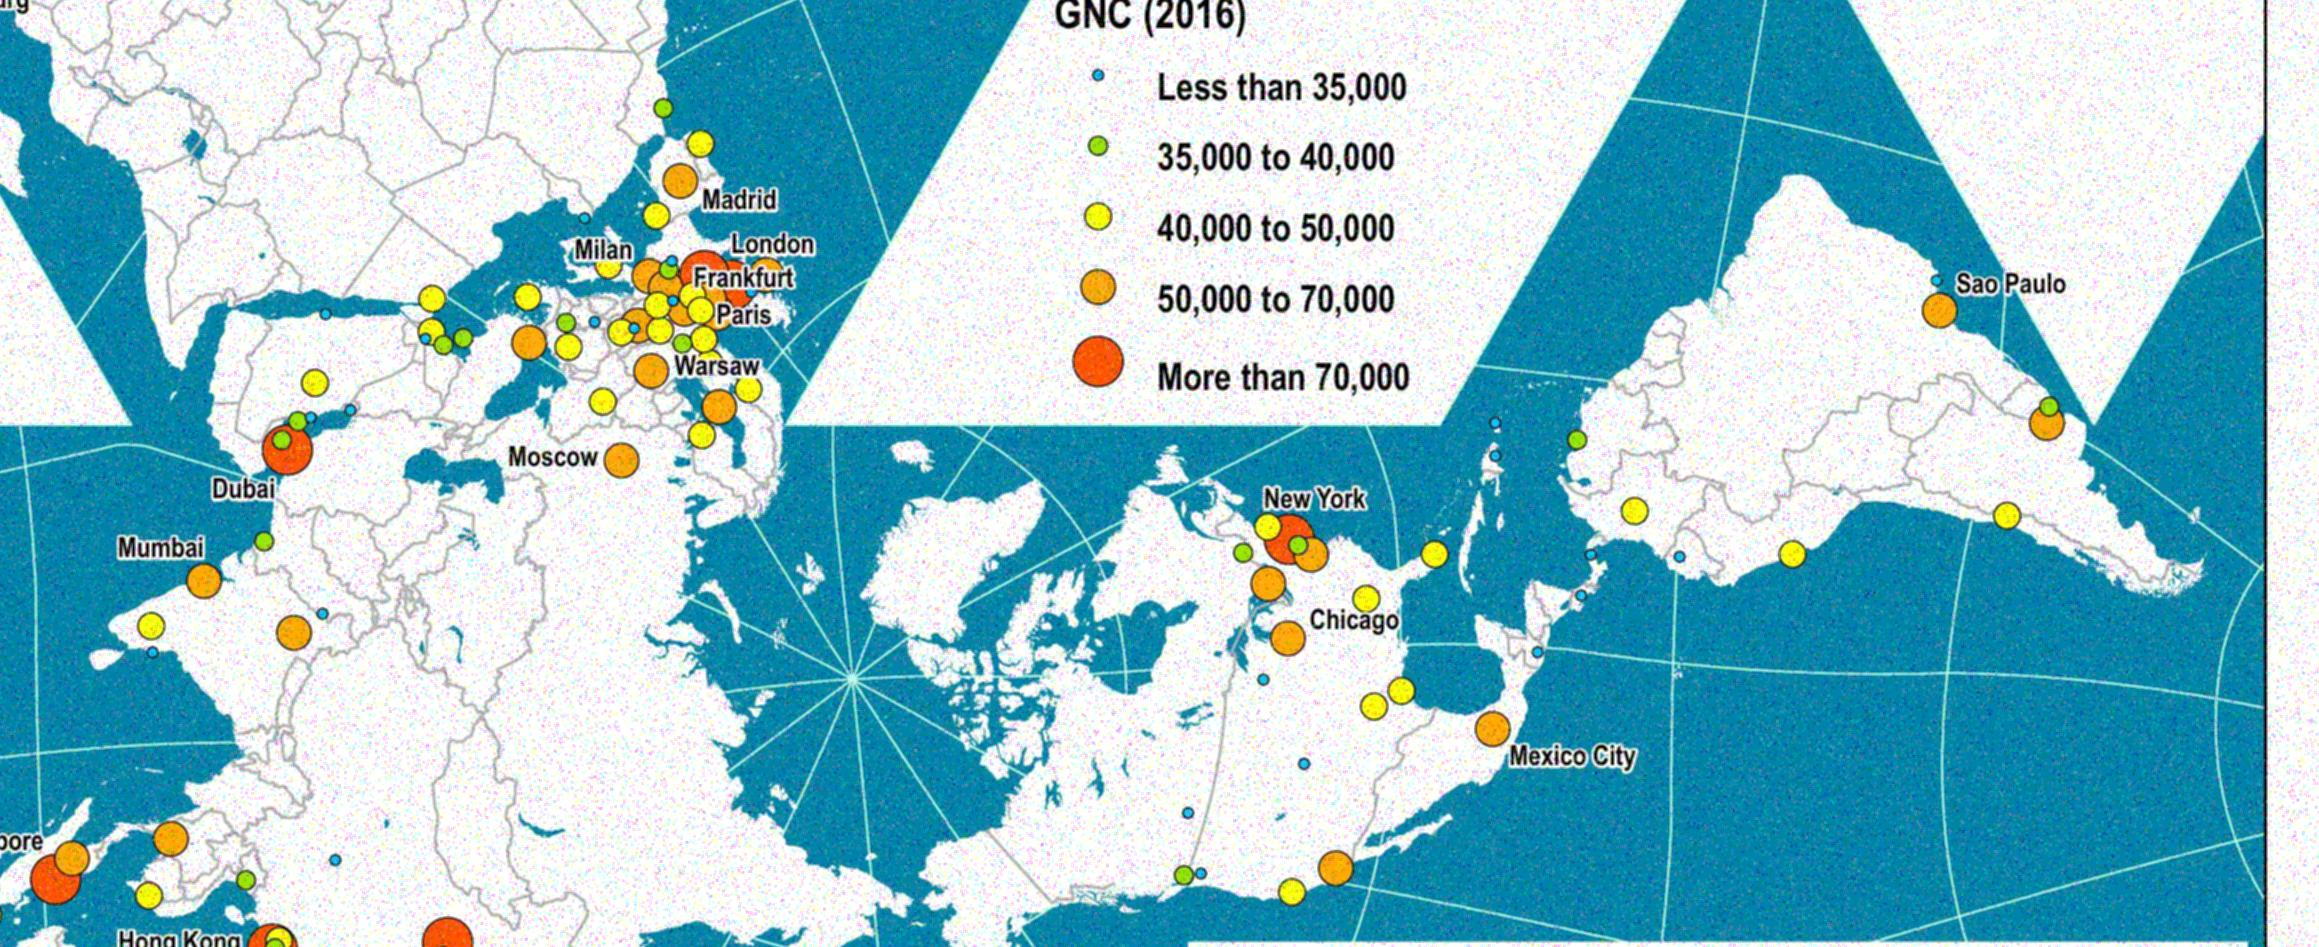 GNC (2016)
Less than 35,000
35,000 to 40,000
40,000 to 50,000
50,000 to 70,000
More than 70,000
Madrid
London
Milan
Frankfurt
Paris
Warsaw
Moscow
Dubai
Mumbai
Sao Paulo
New York
Chicago
Mexico City
Hong Kong